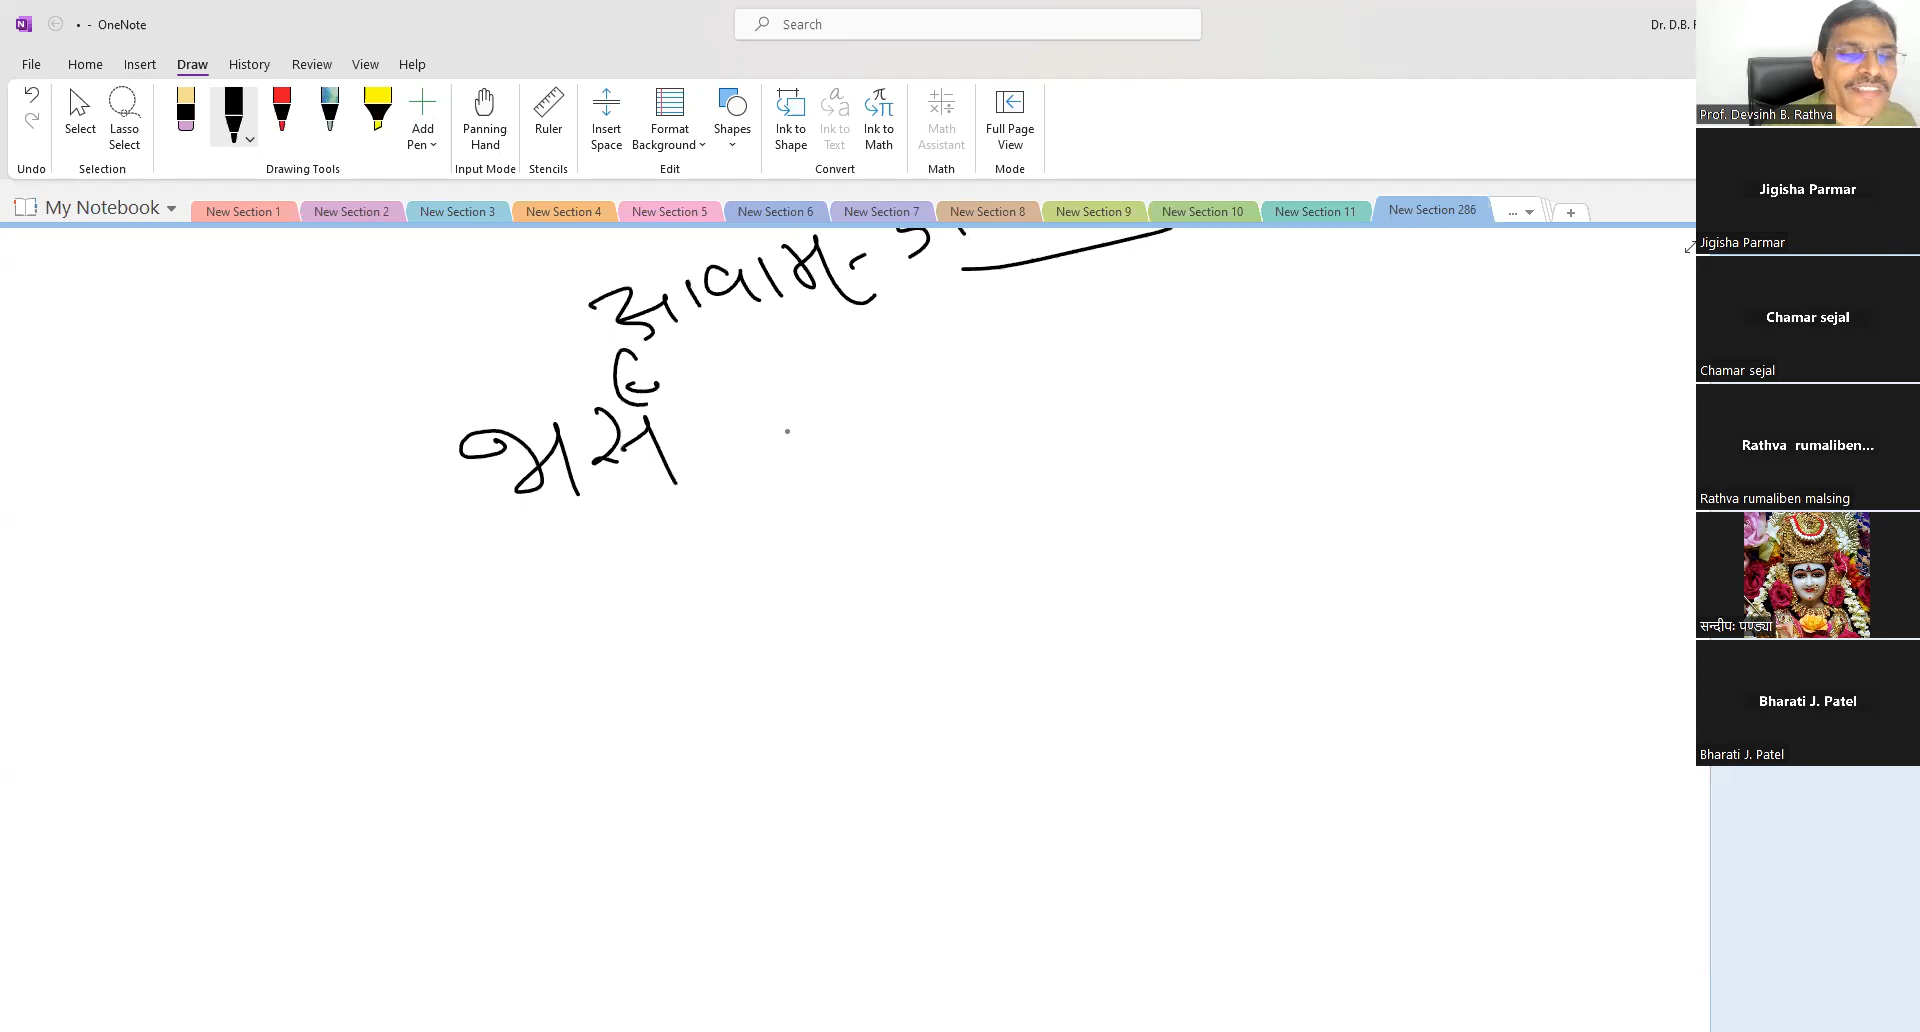 - OneNote
Search
Dr. D.B.
File Home Insert Draw History Review View Help
Undo
Select
Lasso Select
Selection
Drawing Tools
Add Pen
Panning Hand
Input Mode
Ruler
Stencils
Insert Space
Format Background
Shapes
Edit
Ink to Shape
Ink to Text
Ink to Math
Convert
Math Assistant
Math
Full Page View
Mode
My Notebook
New Section 1 New Section 2 New Section 3 New Section 4 New Section 5 New Section 6 New Section 7 New Section 8 New Section 9 New Section 10 New Section 11 New Section 286 ...
Prof. Devsinh B. Rathva
Jigisha Parmar
Jigisha Parmar
Chamar sejal
Chamar sejal
Rathva rumaliben...
Rathva rumaliben malsing
सन्दीपः पण्ड्या
Bharati J. Patel
Bharati J. Patel